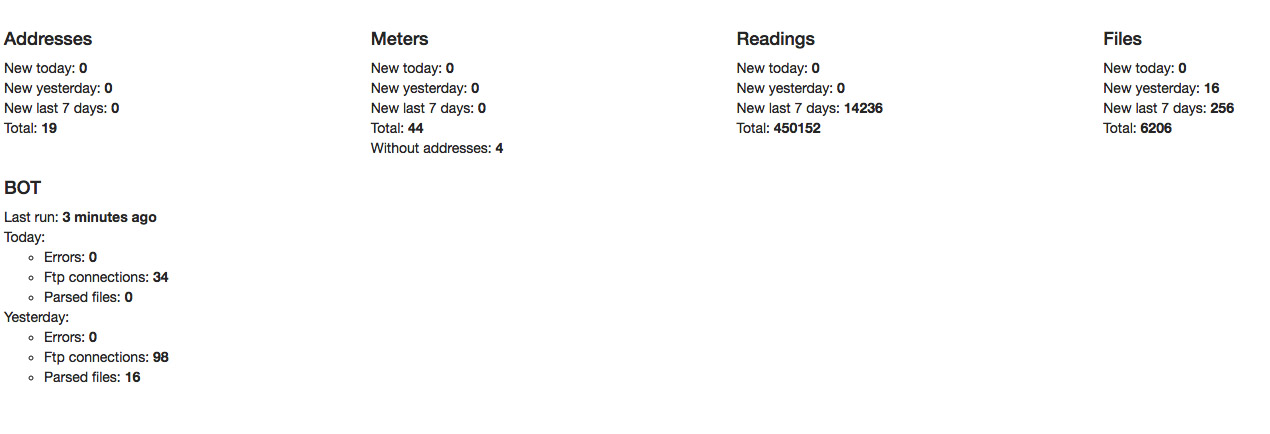 Addresses
New today: 0
New yesterday: 0
New last 7 days: 0
Total: 19
Meters
New today: 0
New yesterday: 0
New last 7 days: 0
Total: 44
Without addresses: 4
Readings
New today: 0
New yesterday: 0
New last 7 days: 14236
Total: 450152
Files
New today: 0
New yesterday: 16
New last 7 days: 256
Total: 6206
BOT
Last run: 3 minutes ago
Today:
Errors: 0
Ftp connections: 34
Parsed files: 0
Yesterday:
Errors: 0
Ftp connections: 98
Parsed files: 16